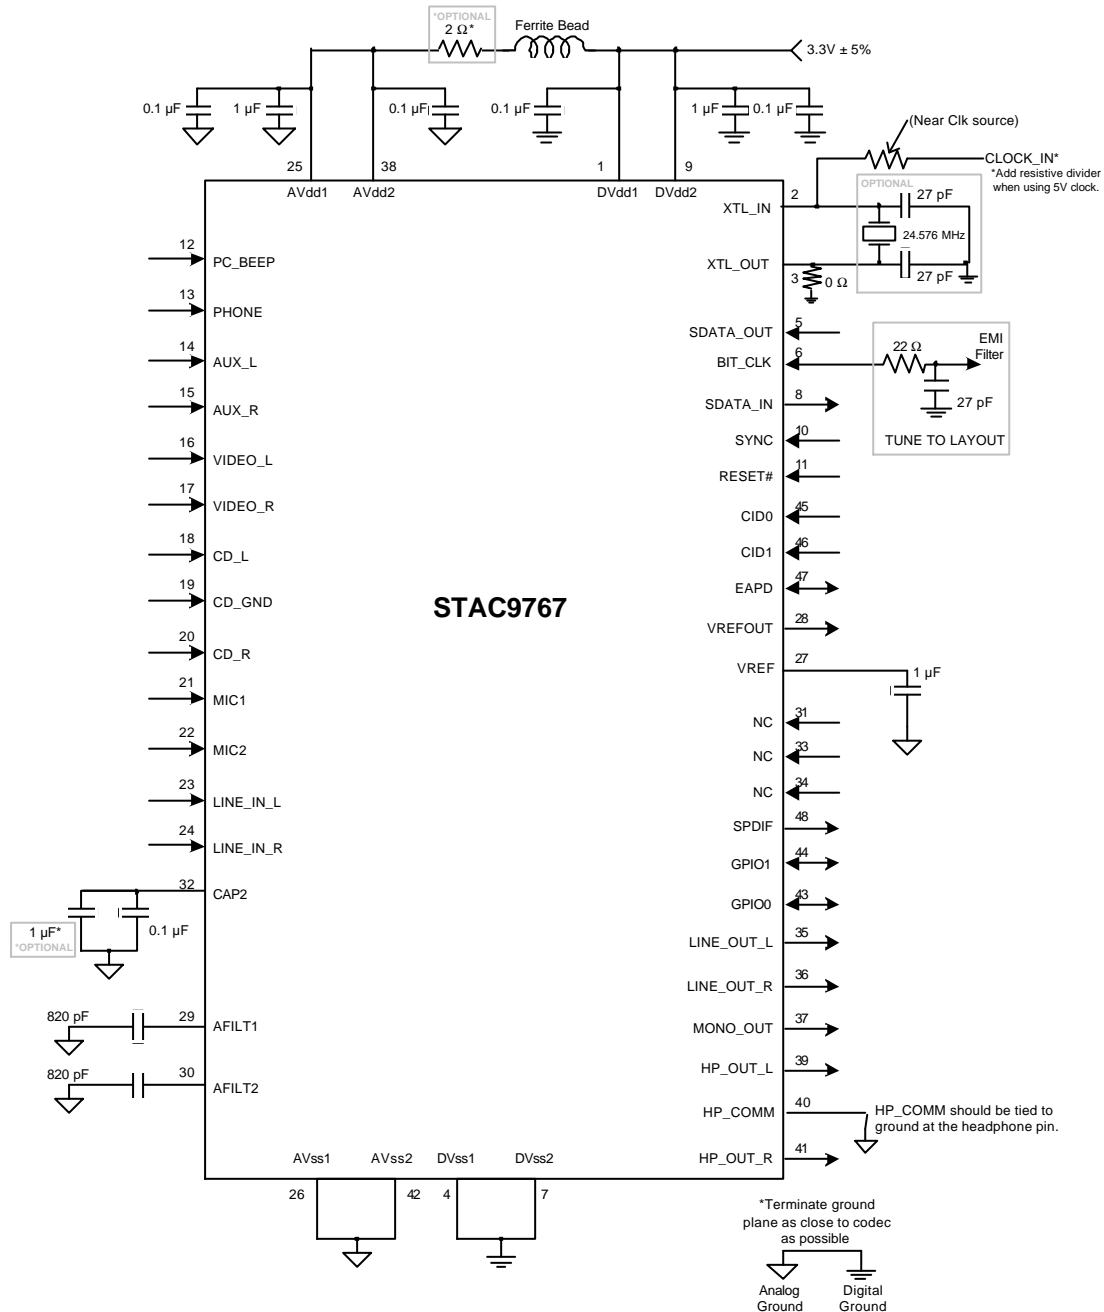 *OPTIONAL
2 Ω*
Ferrite Bead
3.3V ± 5%
0.1 µF
1 µF
0.1 µF
0.1 µF
1 µF
0.1 µF
(Near Clk source)
CLOCK_IN*
*Add resistive divider
when using 5V clock.
25
38
1
9
AVdd1
AVdd2
DVdd1
DVdd2
2
XTL_IN
OPTIONAL
27 pF
24.576 MHz
27 pF
XTL_OUT
3
0 Ω
12
PC_BEEP
13
PHONE
14
AUX_L
15
AUX_R
16
VIDEO_L
17
VIDEO_R
18
CD_L
19
CD_GND
20
CD_R
21
MIC1
22
MIC2
23
LINE_IN_L
24
LINE_IN_R
32
CAP2
1 µF*
*OPTIONAL
0.1 µF
820 pF
29
AFILT1
820 pF
30
AFILT2
STAC9767
5
SDATA_OUT
6
BIT_CLK
22 Ω
EMI
Filter
27 pF
TUNE TO LAYOUT
8
SDATA_IN
10
SYNC
11
RESET#
45
CID0
46
CID1
47
EAPD
28
VREFOUT
27
VREF
1 µF
31
NC
33
NC
34
NC
48
SPDIF
44
GPIO1
43
GPIO0
35
LINE_OUT_L
36
LINE_OUT_R
37
MONO_OUT
39
HP_OUT_L
40
HP_COMM
HP_COMM should be tied to
ground at the headphone pin.
41
HP_OUT_R
AVss1
AVss2
DVss1
DVss2
26
42
4
7
*Terminate ground
plane as close to codec
as possible
Analog
Ground
Digital
Ground